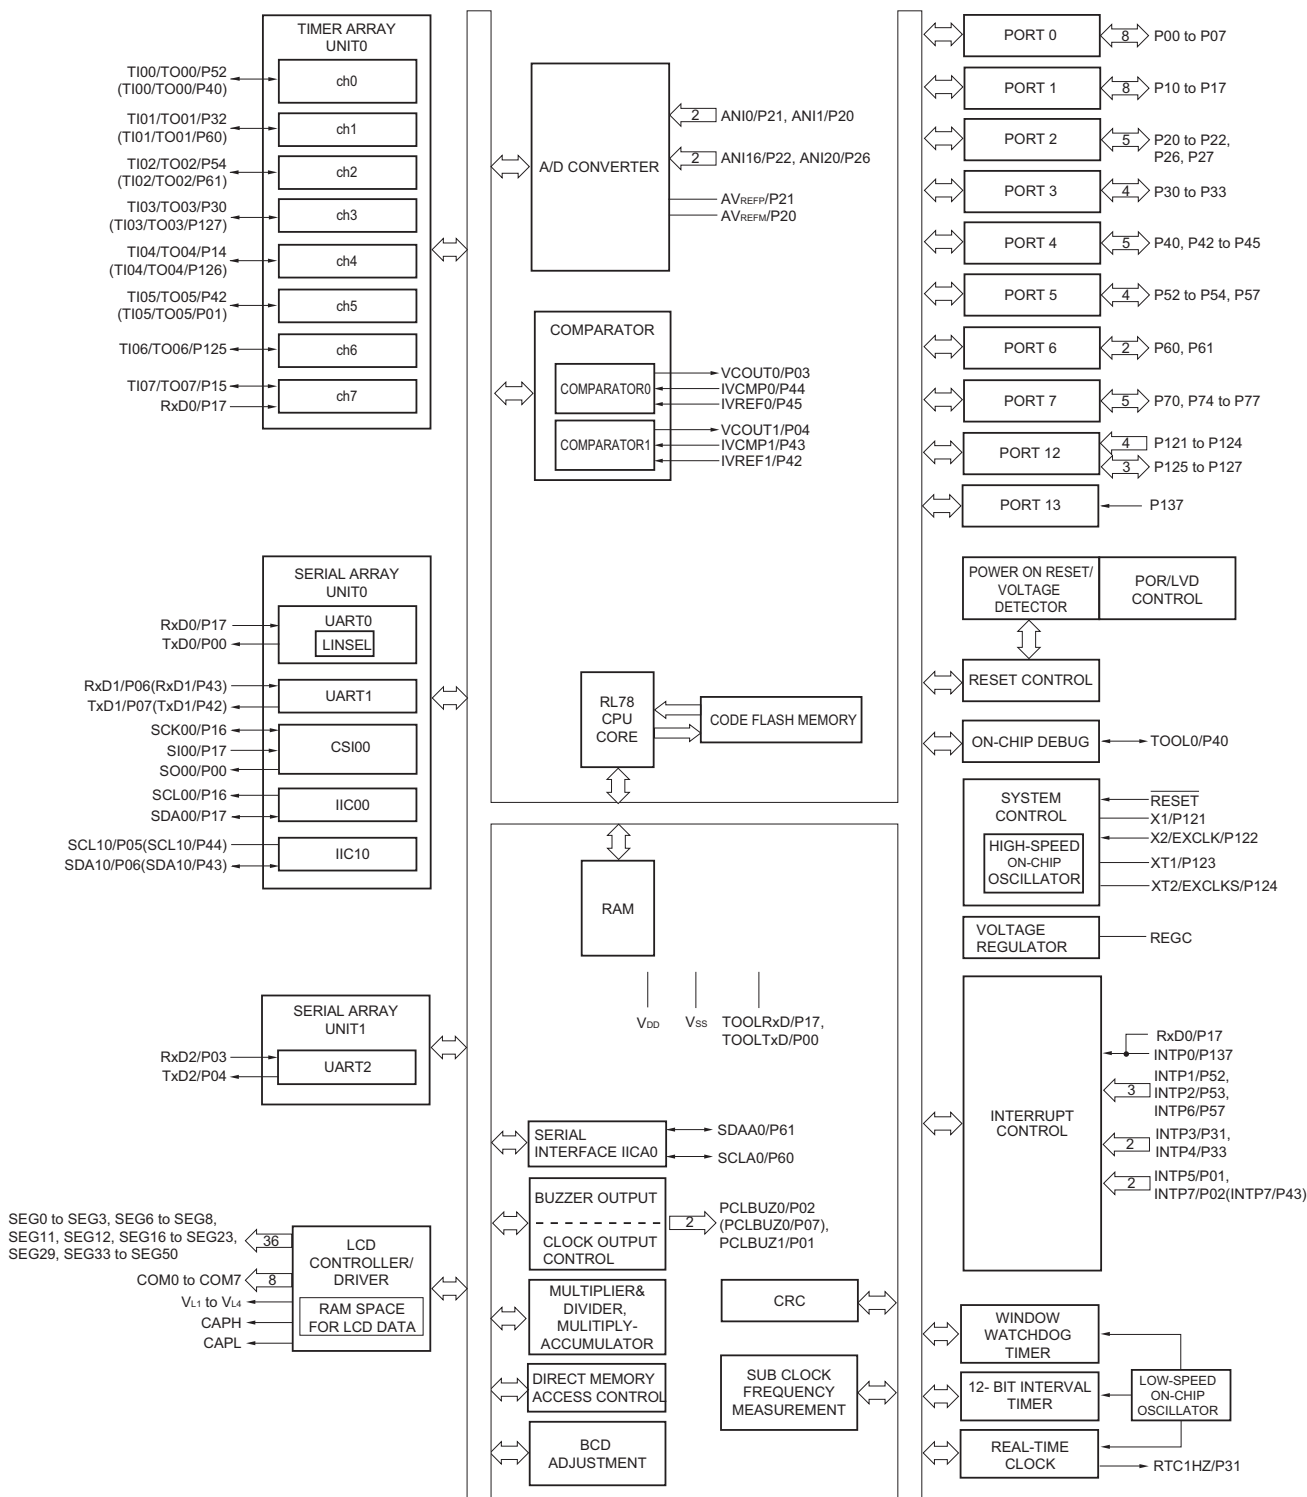 TIMER ARRAY
UNIT0
TI00/TO00/P52
(TI00/TO00/P40)
ch0
TI01/TO01/P32
(TI01/TO01/P60)
ch1
TI02/TO02/P54
(TI02/TO02/P61)
ch2
TI03/TO03/P30
(TI03/TO03/P127)
ch3
TI04/TO04/P14
(TI04/TO04/P126)
ch4
TI05/TO05/P42
(TI05/TO05/P01)
ch5
TI06/TO06/P125
ch6
TI07/TO07/P15
RxD0/P17
ch7
SERIAL ARRAY
UNIT0
RxD0/P17
TxD0/P00
UART0
LINSEL
RxD1/P06(RxD1/P43)
TxD1/P07(TxD1/P42)
UART1
SCK00/P16
SI00/P17
SO00/P00
CSI00
SCL00/P16
SDA00/P17
IIC00
SCL10/P05(SCL10/P44)
SDA10/P06(SDA10/P43)
IIC10
SERIAL ARRAY
UNIT1
RxD2/P03
TxD2/P04
UART2
SEG0 to SEG3, SEG6 to SEG8,
SEG11, SEG12, SEG16 to SEG23,
SEG29, SEG33 to SEG50
36
COM0 to COM7
8
VL1 to VL4
CAPH
CAPL
LCD
CONTROLLER/
DRIVER
RAM SPACE
FOR LCD DATA
A/D CONVERTER
2
ANI0/P21, ANI1/P20
2
ANI16/P22, ANI20/P26
AVREFP/P21
AVREFM/P20
COMPARATOR
COMPARATOR0
VCOUT0/P03
IVCMP0/P44
IVREF0/P45
COMPARATOR1
VCOUT1/P04
IVCMP1/P43
IVREF1/P42
RL78
CPU
CORE
CODE FLASH MEMORY
RAM
VDD
VSS
TOOLRxD/P17,
TOOLTxD/P00
SERIAL
INTERFACE IICA0
SDAA0/P61
SCLA0/P60
BUZZER OUTPUT
CLOCK OUTPUT
CONTROL
2
PCLBUZ0/P02
(PCLBUZ0/P07),
PCLBUZ1/P01
MULTIPLIER&
DIVIDER,
MULITIPLY-
ACCUMULATOR
DIRECT MEMORY
ACCESS CONTROL
BCD
ADJUSTMENT
CRC
SUB CLOCK
FREQUENCY
MEASUREMENT
PORT 0
8
P00 to P07
PORT 1
8
P10 to P17
PORT 2
5
P20 to P22,
P26, P27
PORT 3
4
P30 to P33
PORT 4
5
P40, P42 to P45
PORT 5
4
P52 to P54, P57
PORT 6
2
P60, P61
PORT 7
5
P70, P74 to P77
PORT 12
4
P121 to P124
3
P125 to P127
PORT 13
P137
POWER ON RESET/
VOLTAGE
DETECTOR
POR/LVD
CONTROL
RESET CONTROL
ON-CHIP DEBUG
TOOL0/P40
SYSTEM
CONTROL
HIGH-SPEED
ON-CHIP
OSCILLATOR
RESET
X1/P121
X2/EXCLK/P122
XT1/P123
XT2/EXCLKS/P124
VOLTAGE
REGULATOR
REGC
INTERRUPT
CONTROL
RxD0/P17
INTP0/P137
3
INTP1/P52,
INTP2/P53,
INTP6/P57
2
INTP3/P31,
INTP4/P33
2
INTP5/P01,
INTP7/P02(INTP7/P43)
WINDOW
WATCHDOG
TIMER
12- BIT INTERVAL
TIMER
LOW-SPEED
ON-CHIP
OSCILLATOR
REAL-TIME
CLOCK
RTC1HZ/P31